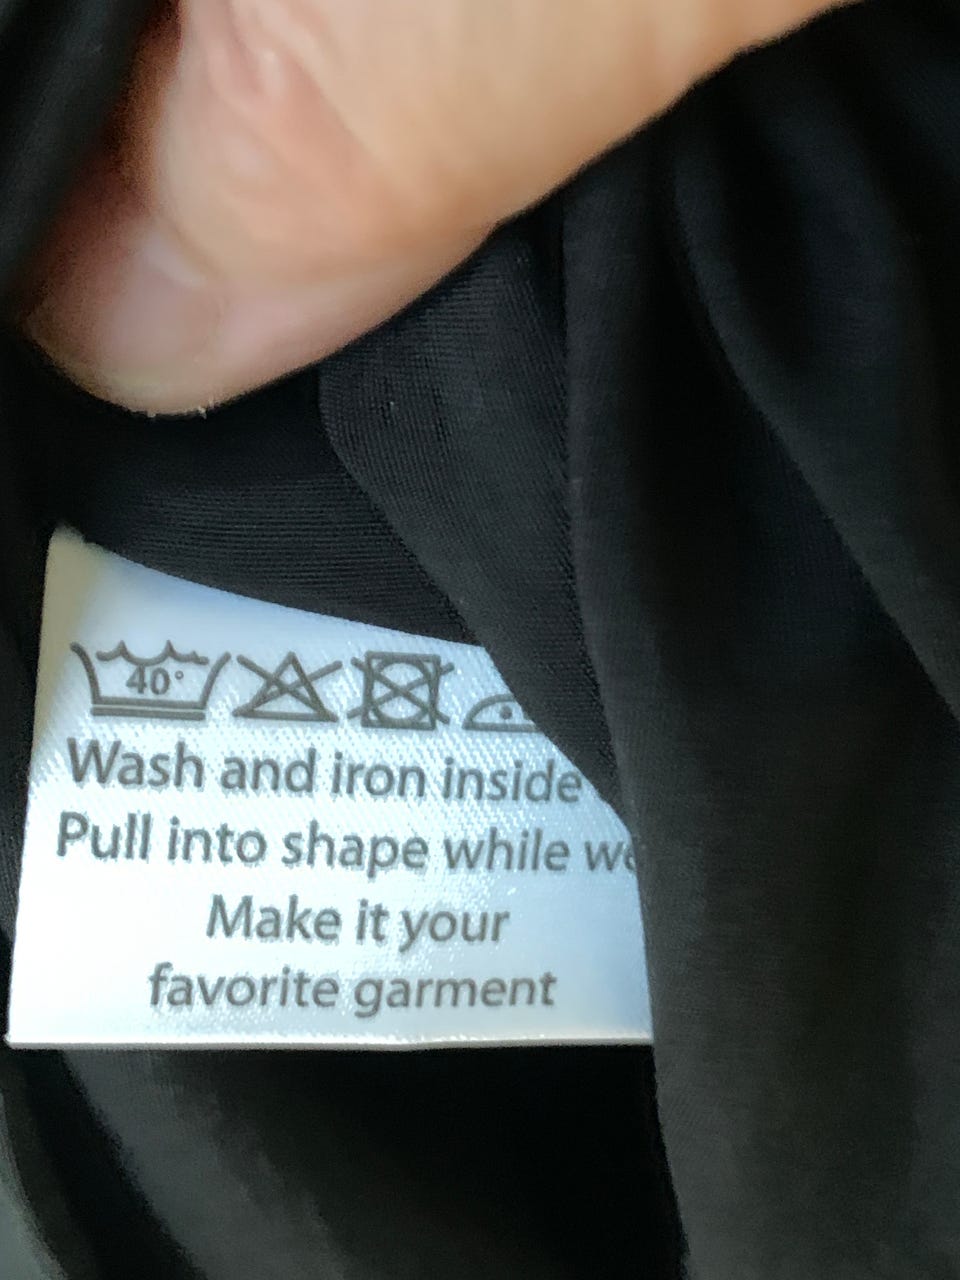 40°
Wash and iron inside
Pull into shape while
Make it your
favorite garment